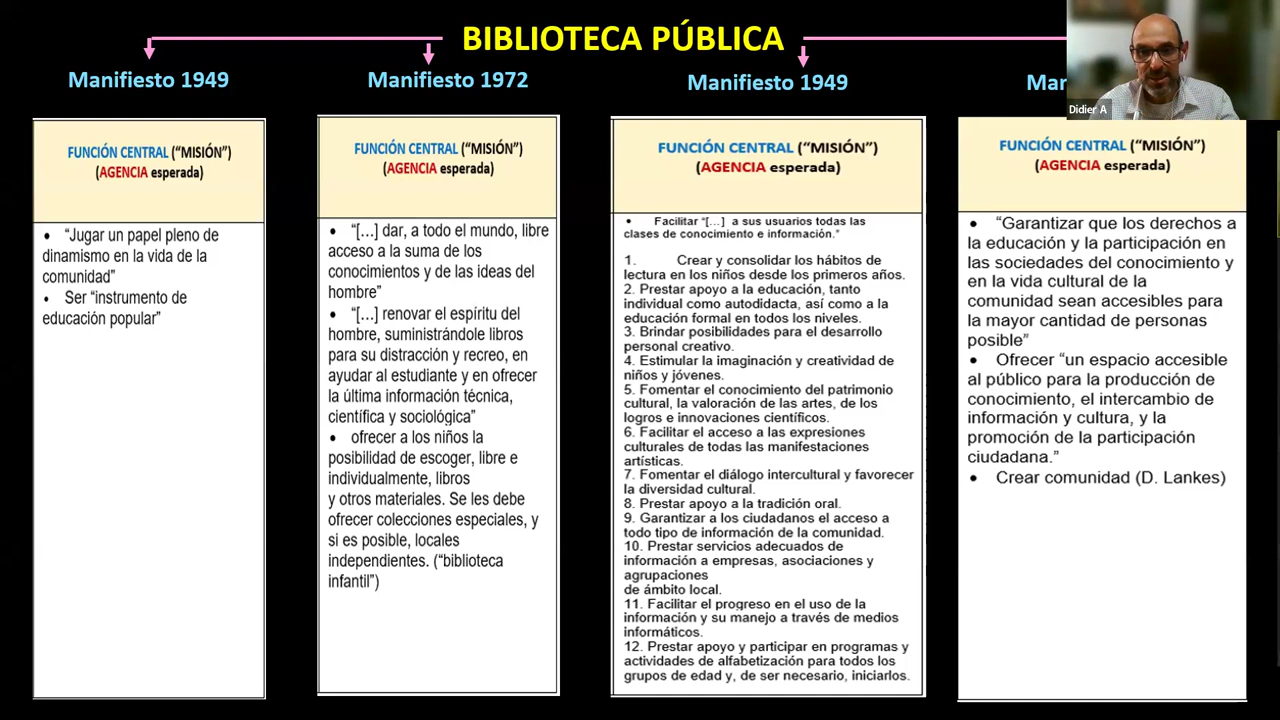 BIBLIOTECA PÚBLICA
Manifiesto 1949
FUNCIÓN CENTRAL (“MISIÓN”)
(AGENCIA esperada)
• “Jugar un papel pleno de
dinamismo en la vida de la
comunidad”
• Ser “instrumento de
educación popular”
Manifiesto 1972
FUNCIÓN CENTRAL (“MISIÓN”)
(AGENCIA esperada)
• “[…] dar, a todo el mundo, libre
acceso a la suma de los
conocimientos y de las ideas del
hombre”
• “[…] renovar el espíritu del
hombre, suministrándole libros
para su distracción y recreo, en
ayudar al estudiante y en ofrecer
la última información técnica,
científica y sociológica”
• ofrecer a los niños la
posibilidad de escoger, libre e
individualmente, libros
y otros materiales. Se les debe
ofrecer colecciones especiales, y
si es posible, locales
independientes. (“biblioteca
infantil”)
Manifiesto 1949
FUNCIÓN CENTRAL (“MISIÓN”)
(AGENCIA esperada)
• Facilitar “[…] a sus usuarios todas las
clases de conocimiento e información.”
1. Crear y consolidar los hábitos de
lectura en los niños desde los primeros años.
2. Prestar apoyo a la educación, tanto
individual como autodidacta, así como a la
educación formal en todos los niveles.
3. Brindar posibilidades para el desarrollo
personal creativo.
4. Estimular la imaginación y creatividad de
niños y jóvenes.
5. Fomentar el conocimiento del patrimonio
cultural, la valoración de las artes, de los
logros e innovaciones científicos.
6. Facilitar el acceso a las expresiones
culturales de todas las manifestaciones
artísticas.
7. Fomentar el diálogo intercultural y favorecer
la diversidad cultural.
8. Prestar apoyo a la tradición oral.
9. Garantizar a los ciudadanos el acceso a
todo tipo de información de la comunidad.
10. Prestar servicios adecuados de
información a empresas, asociaciones y
agrupaciones
de ámbito local.
11. Facilitar el progreso en el uso de la
información y su manejo a través de medios
informáticos.
12. Prestar apoyo y participar en programas y
actividades de alfabetización para todos los
grupos de edad y, de ser necesario, iniciarlos.
Didier A
FUNCIÓN CENTRAL (“MISIÓN”)
(AGENCIA esperada)
• “Garantizar que los derechos a
la educación y la participación en
las sociedades del conocimiento y
en la vida cultural de la
comunidad sean accesibles para
la mayor cantidad de personas
posible”
• Ofrecer “un espacio accesible
al público para la producción de
conocimiento, el intercambio de
información y cultura, y la
promoción de la participación
ciudadana.”
• Crear comunidad (D. Lankes)